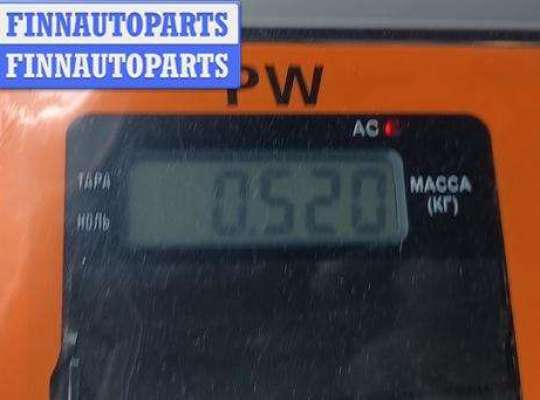 FINNAUTOPARTS
FINNAUTOPARTS
PW
AC
ТАРА
0.520
МАССА
НОЛЬ
(КГ)